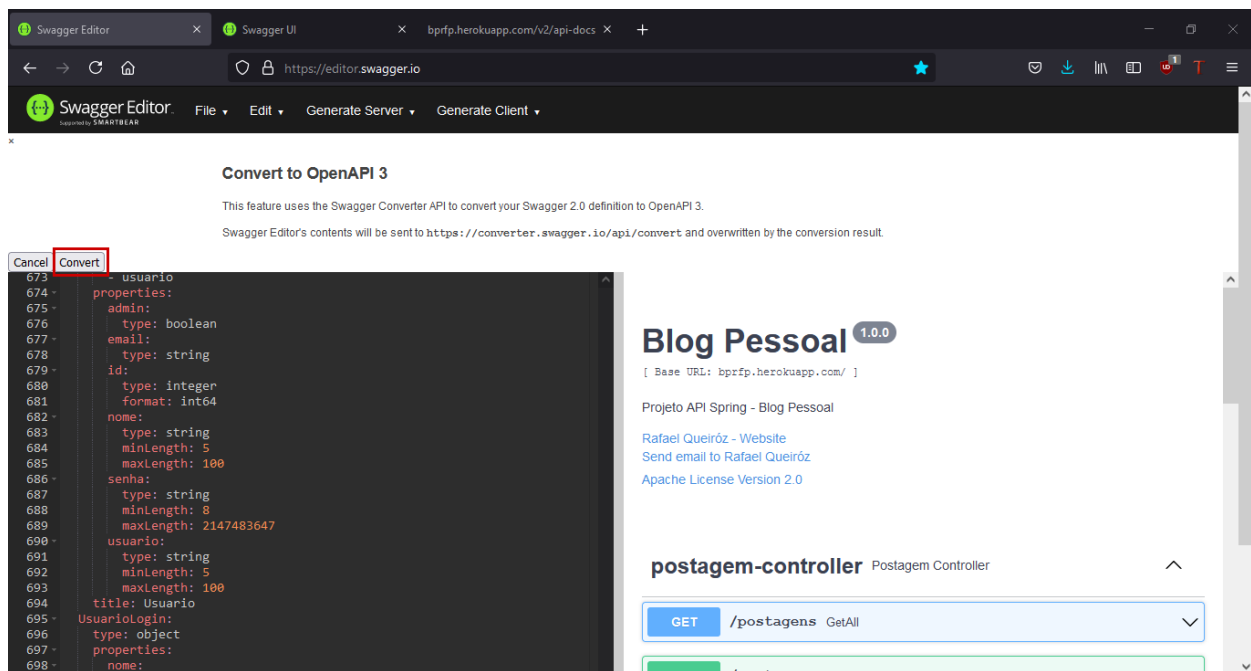 Swagger Editor
Swagger UI
bprfp.herokuapp.com/v2/api-docs
https://editor.swagger.io
1
Swagger Editor.
Supported by SMARTBEAR
File
Edit
Generate Server
Generate Client
Convert to OpenAPI 3
This feature uses the Swagger Converter API to convert your Swagger 2.0 definition to OpenAPI 3.
Swagger Editor's contents will be sent to https://converter.swagger.io/api/convert and overwritten by the conversion result.
Cancel Convert
673 - usuario
674 properties:
675 admin:
676 type: boolean
677 email:
678 type: string
679 id:
680 type: integer
681 format: int64
682 nome:
683 type: string
684 minLength: 5
685 maxLength: 100
686 senha:
687 type: string
688 minLength: 8
689 maxLength: 2147483647
690 usuario:
691 type: string
692 minLength: 5
693 maxLength: 100
694 title: Usuario
695 UsuarioLogin:
696 type: object
697 properties:
698 nome:
Blog Pessoal 1.0.0
[ Base URL: bprfp.herokuapp.com/ ]
Projeto API Spring - Blog Pessoal
Rafael Queiróz - Website
Send email to Rafael Queiróz
Apache License Version 2.0
postagem-controller Postagem Controller
GET /postagens GetAll